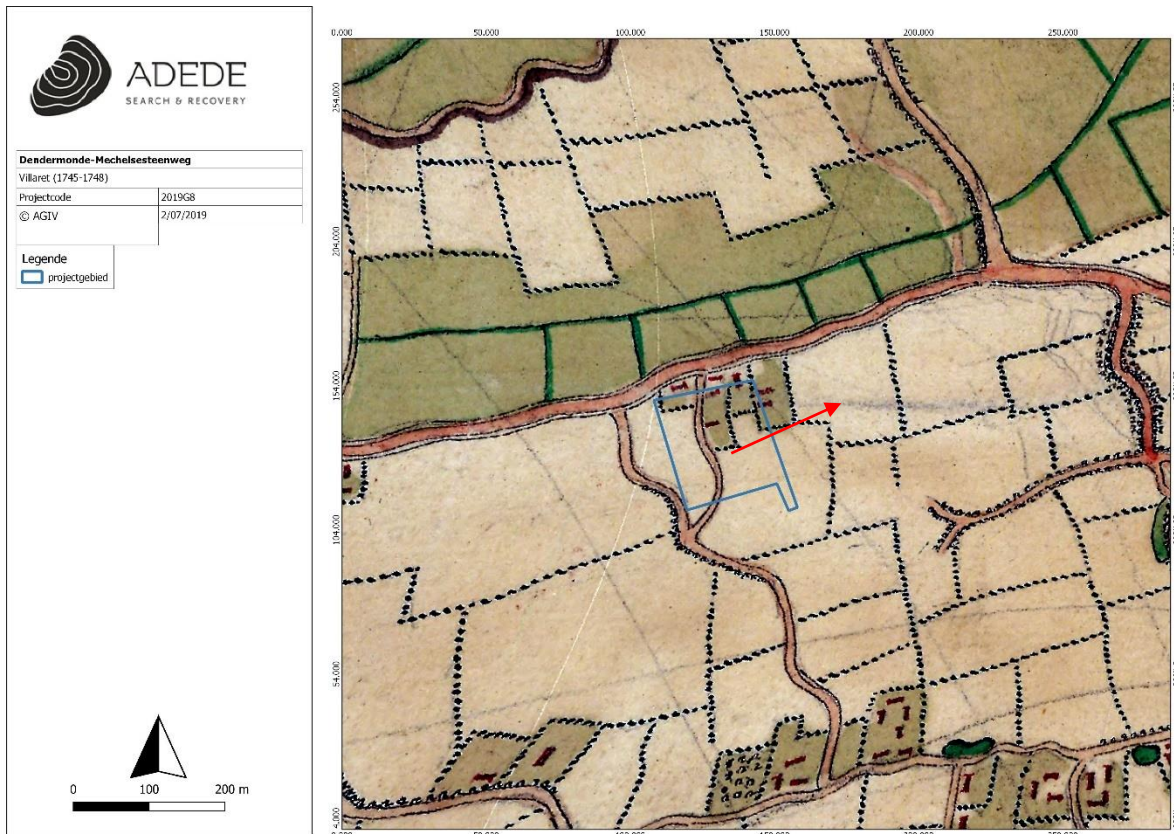 ADEDE
SEARCH & RECOVERY
Dendermonde-Mechelsesteenweg
Villaret (1745-1748)
Projectcode 2019G8
© AGIV 2/07/2019
Legende
projectgebied
0 100 200 m
0.000 50.000 100.000 150.000 200.000 250.000
254.000
204.000
154.000
104.000
54.000
4.000